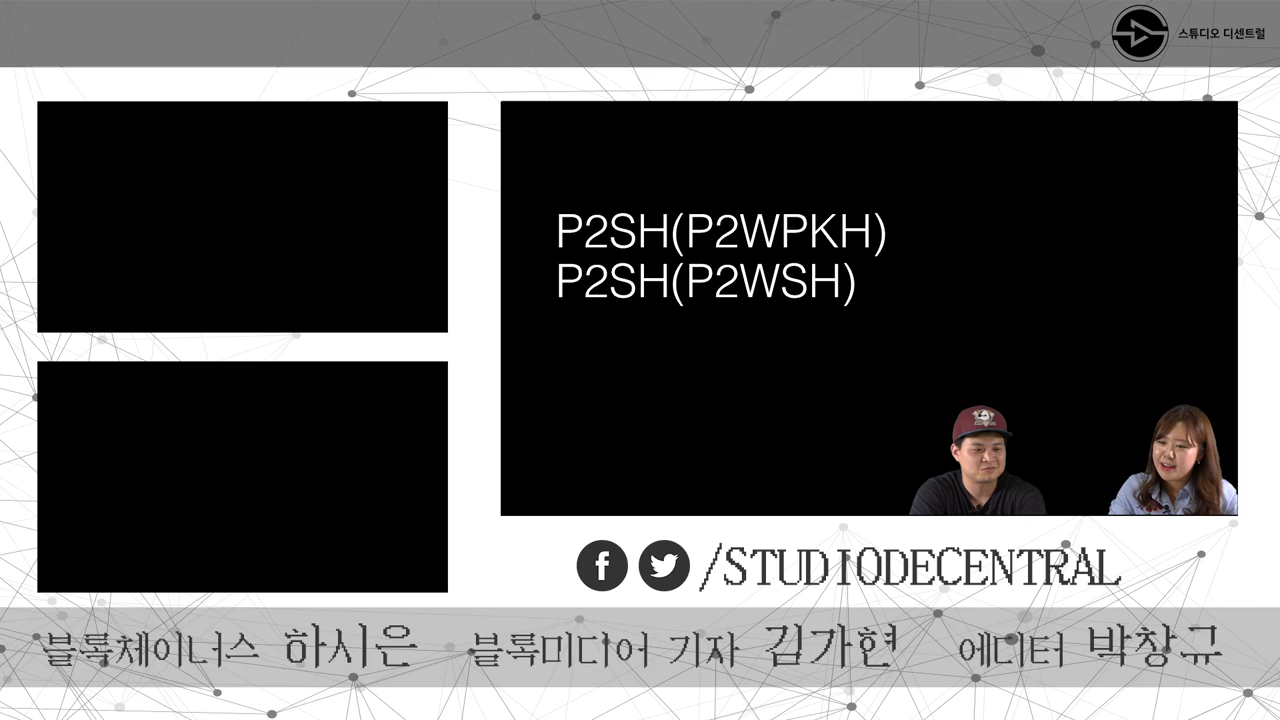 스튜디오 디센트럴
P2SH(P2WPKH)
P2SH(P2WSH)
/STUDIODECENTRAL
블록체이너스 하시은 블록미디어 기자 김가현 에디터 박창규